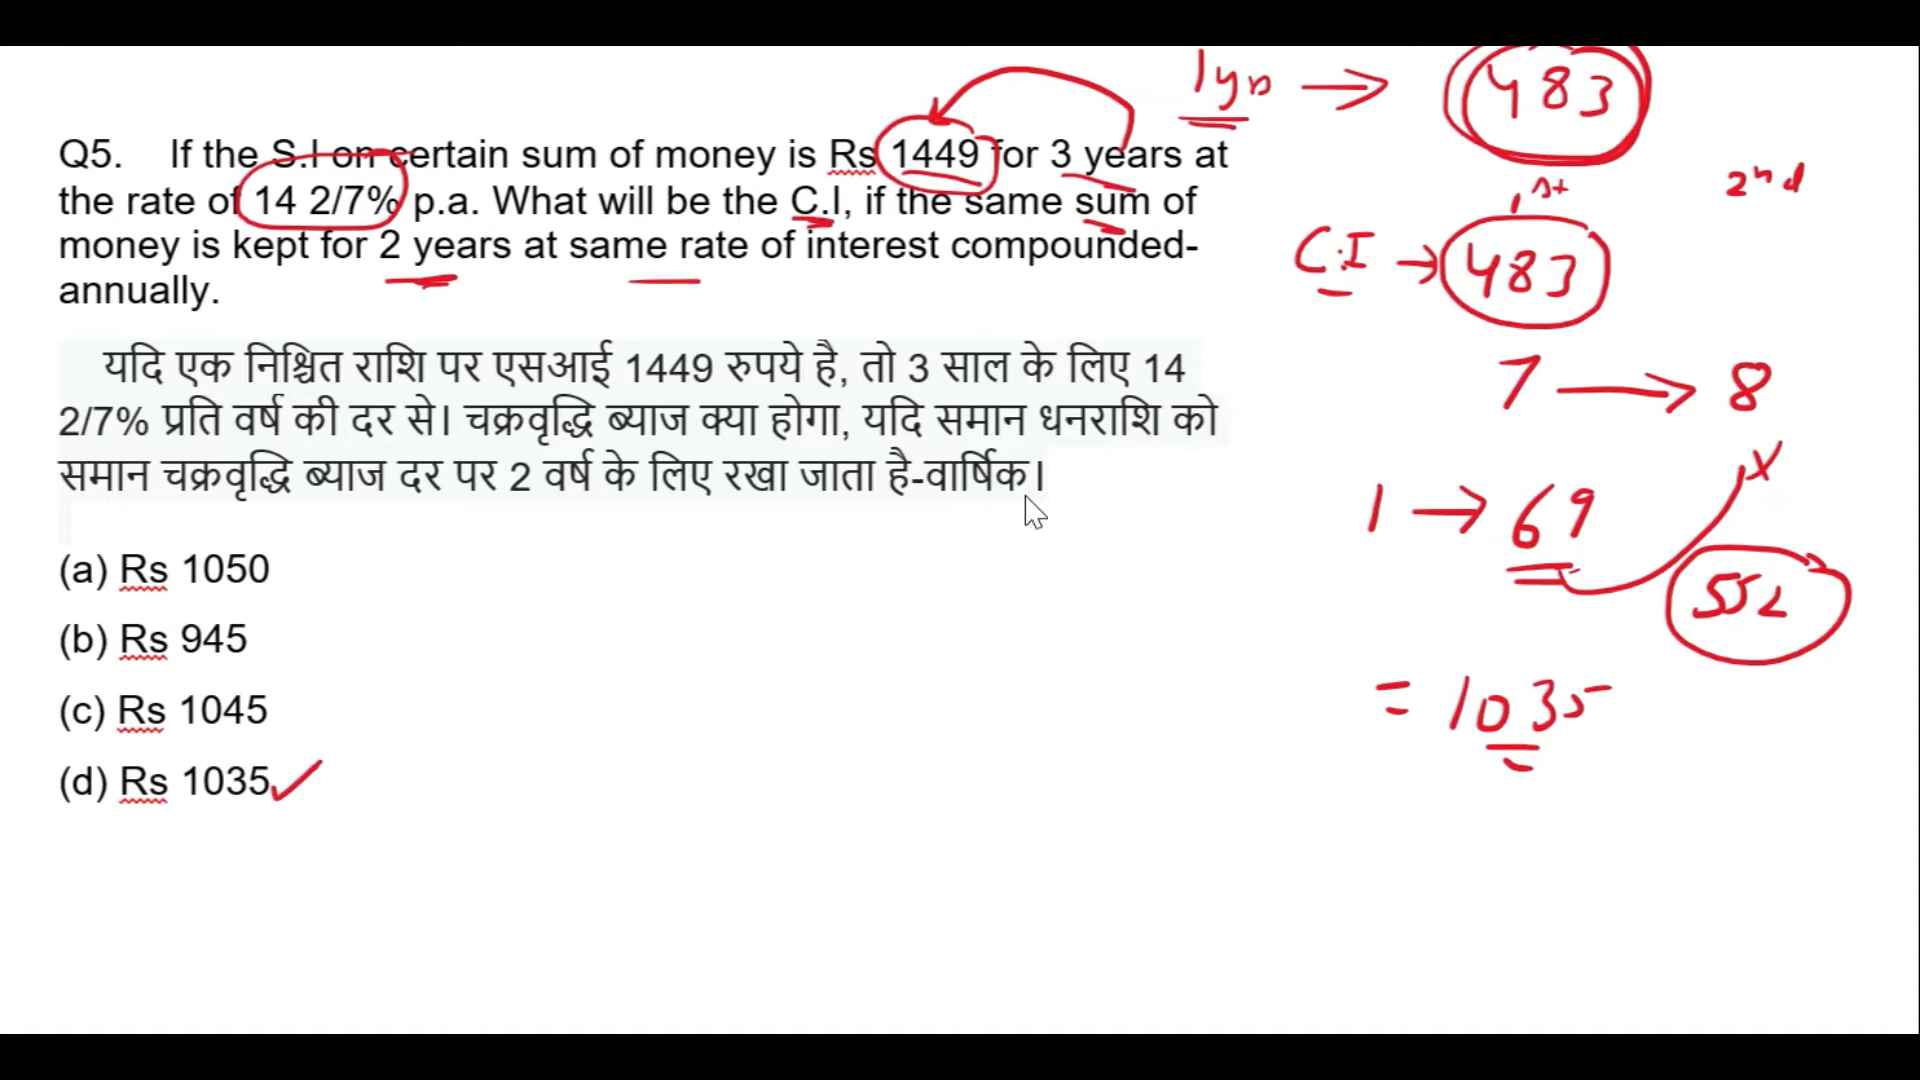 1yr → 483
Q5. If the S.I on certain sum of money is Rs 1449 for 3 years at
the rate of 14 2/7% p.a. What will be the C.I, if the same sum of
money is kept for 2 years at same rate of interest compounded-
annually.
1st 2nd
C.I → 483
7 → 8
यदि एक निश्चित राशि पर एसआई 1449 रुपये है, तो 3 साल के लिए 14
2/7% प्रति वर्ष की दर से। चक्रवृद्धि ब्याज क्या होगा, यदि समान धनराशि को
समान चक्रवृद्धि ब्याज दर पर 2 वर्ष के लिए रखा जाता है-वार्षिक।
1 → 69
552
= 1035
(a) Rs 1050
(b) Rs 945
(c) Rs 1045
(d) Rs 1035